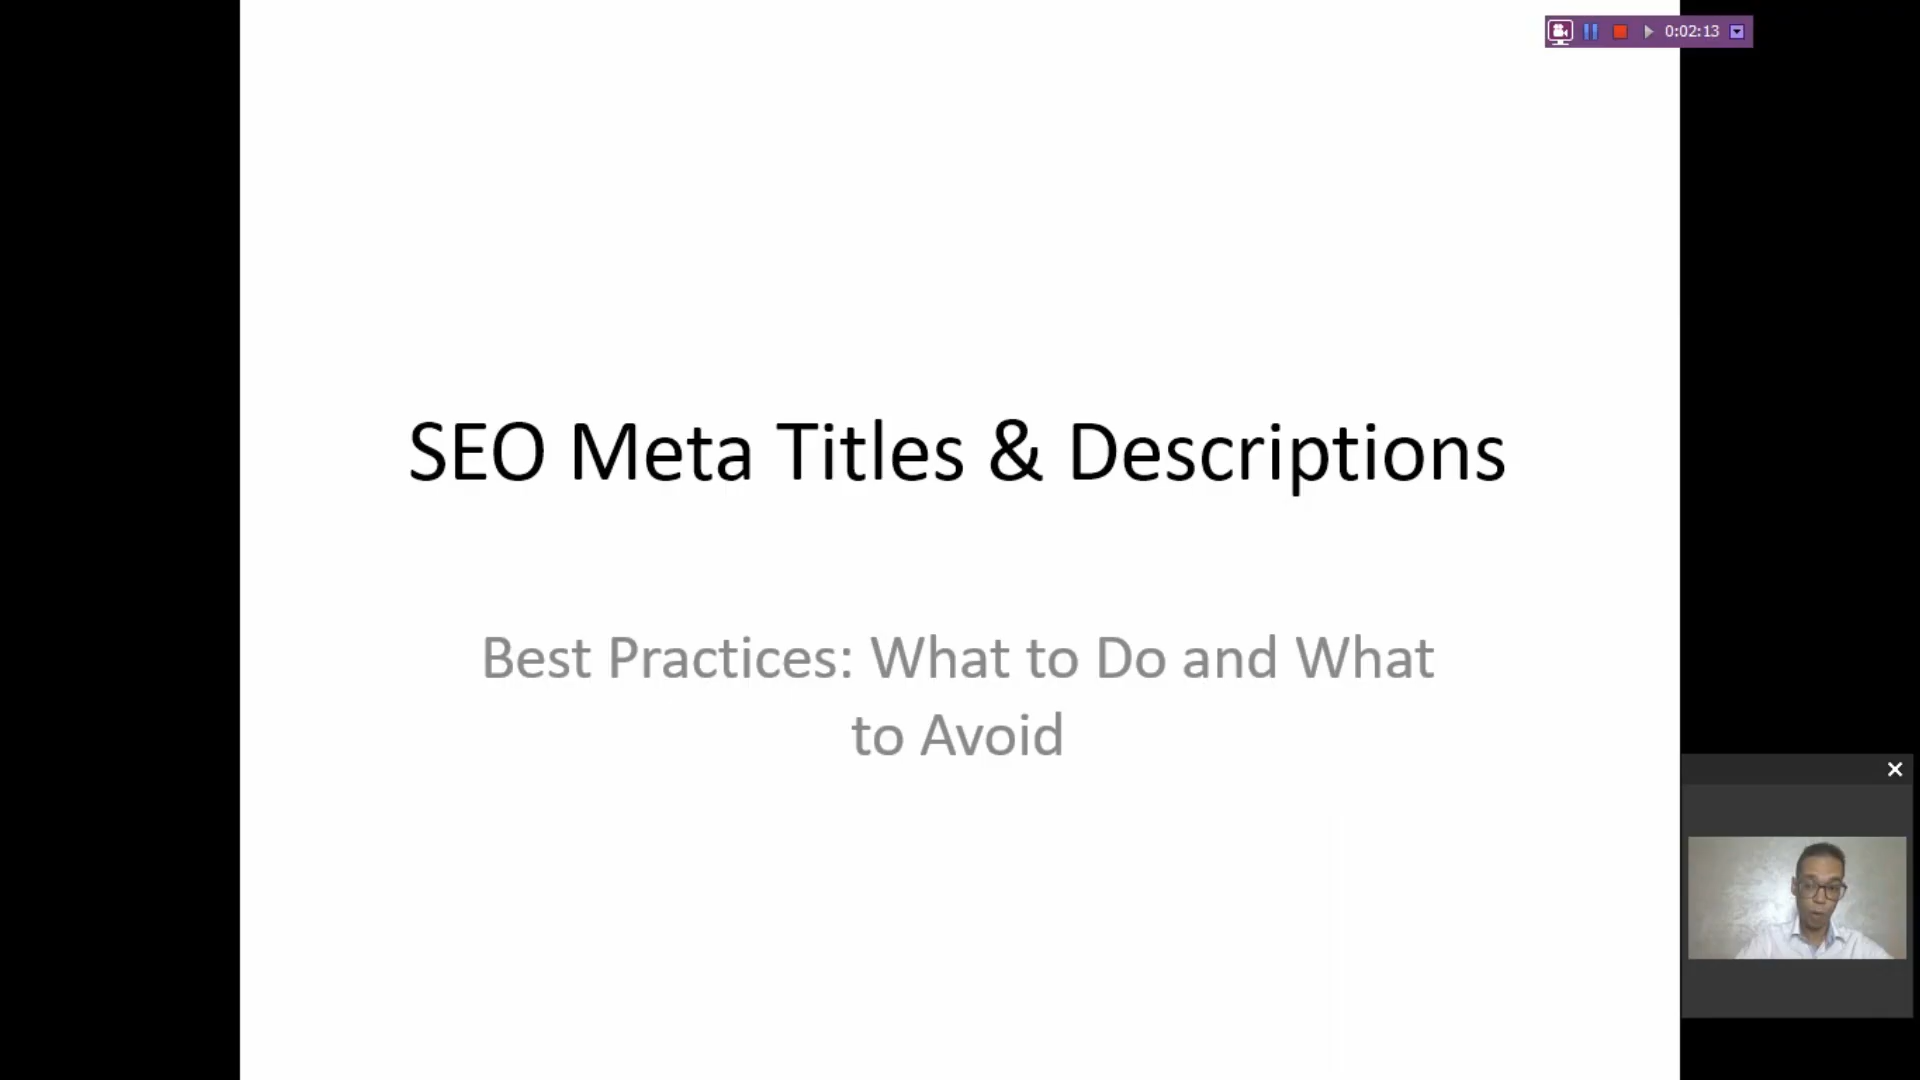 0:02:13
SEO Meta Titles & Descriptions
Best Practices: What to Do and What
to Avoid